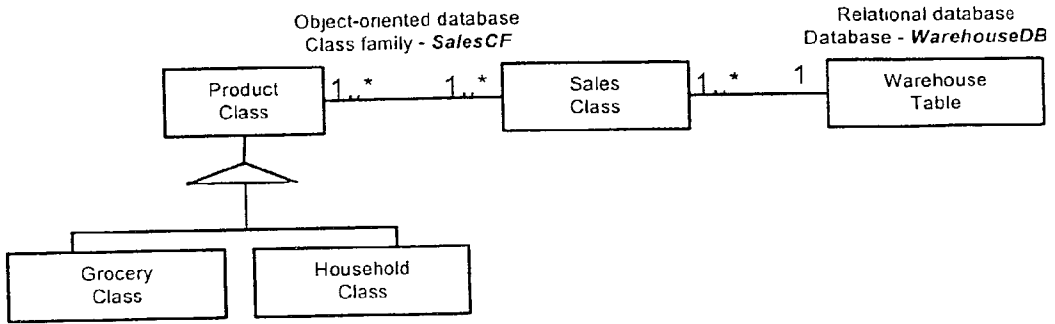 Object-oriented database
Class family - SalesCF
Relational database
Database - WarehouseDB
Product
Class
1..*
1..*
Sales
Class
1..*
1
Warehouse
Table
Grocery
Class
Household
Class